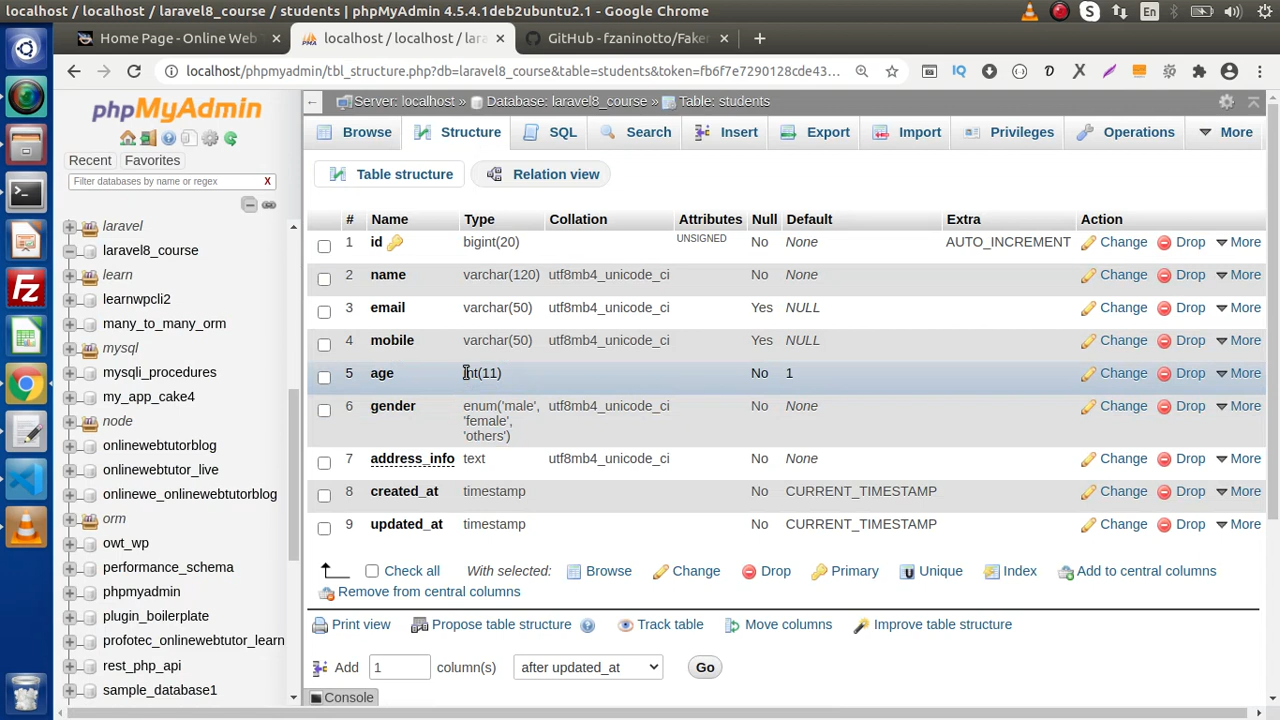 localhost / localhost / laravel8_course / students | phpMyAdmin 4.5.4.1deb2ubuntu2.1 - Google Chrome
En
Home Page - Online Web
localhost / localhost / lara
GitHub - fzaninotto/Faker
localhost/phpmyadmin/tbl_structure.php?db=laravel8_course&table=students&token=fb6f7e7290128cde43...
phpMyAdmin
Recent Favorites
Filter databases by name or regex X
laravel
laravel8_course
learn
learnwpcli2
many_to_many_orm
mysql
mysqli_procedures
my_app_cake4
node
onlinewebtutorblog
onlinewebtutor_live
onlinewe_onlinewebtutorblog
orm
owt_wp
performance_schema
phpmyadmin
plugin_boilerplate
profotec_onlinewebtutor_learn
rest_php_api
sample_database1
Server: localhost » Database: laravel8_course » Table: students
Browse Structure SQL Search Insert Export Import Privileges Operations More
Table structure Relation view
# Name Type Collation Attributes Null Default Extra Action
1 id bigint(20) UNSIGNED No None AUTO_INCREMENT Change Drop More
2 name varchar(120) utf8mb4_unicode_ci No None Change Drop More
3 email varchar(50) utf8mb4_unicode_ci Yes NULL Change Drop More
4 mobile varchar(50) utf8mb4_unicode_ci Yes NULL Change Drop More
5 age int(11) No 1 Change Drop More
6 gender enum('male', utf8mb4_unicode_ci No None Change Drop More
'female',
'others')
7 address_info text utf8mb4_unicode_ci No None Change Drop More
8 created_at timestamp No CURRENT_TIMESTAMP Change Drop More
9 updated_at timestamp No CURRENT_TIMESTAMP Change Drop More
Check all With selected: Browse Change Drop Primary Unique Index Add to central columns
Remove from central columns
Print view Propose table structure Track table Move columns Improve table structure
Add 1 column(s) after updated_at Go
Console